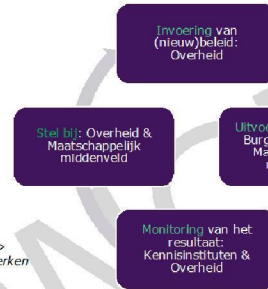 Invoering van
(nieuw)beleid:
Overheid
Stel bij: Overheid &
Maatschappelijk
middenveld
Monitoring van het
resultaat:
Kennisinstituten &
Overheid